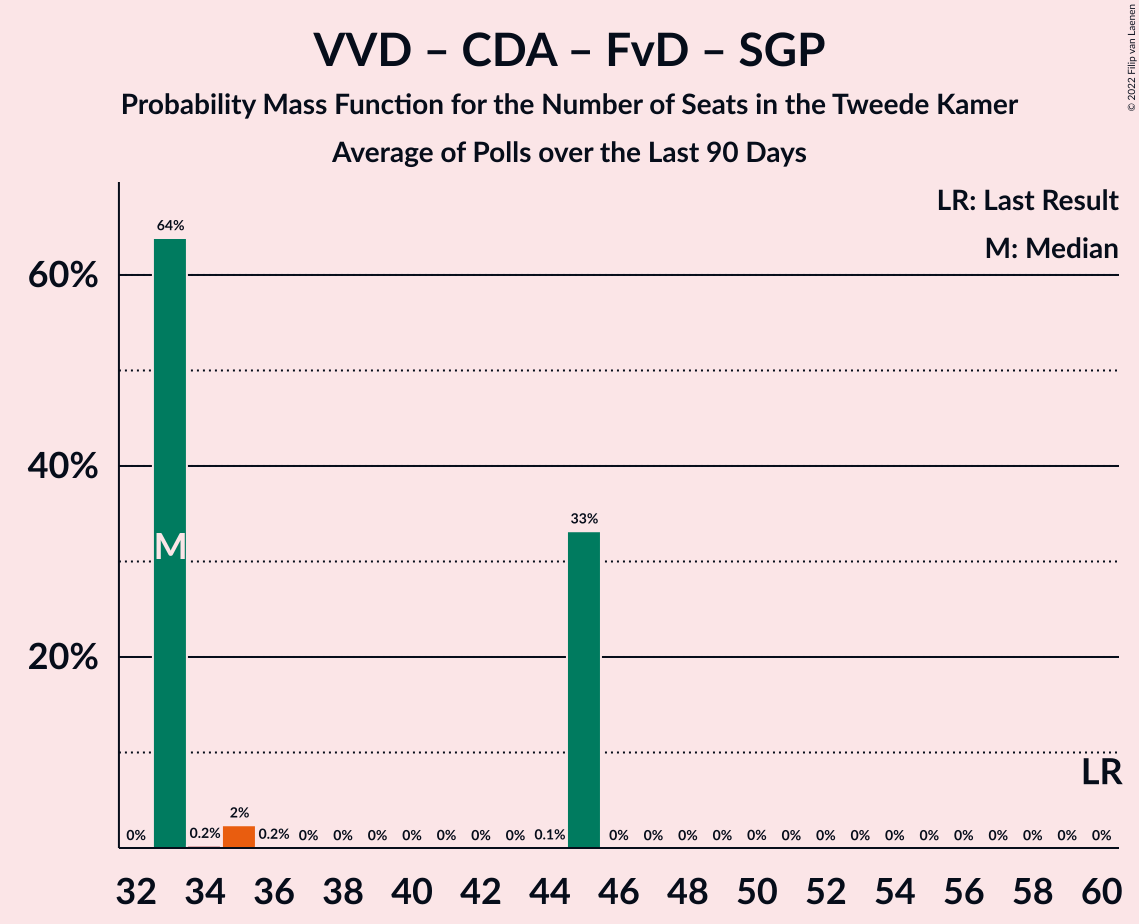 VVD – CDA – FvD – SGP
Probability Mass Function for the Number of Seats in the Tweede Kamer
Average of Polls over the Last 90 Days
© 2022 Filip van Laenen
LR: Last Result
M: Median
60%
40%
20%
64%
33%
M
LR
0% 0.2% 2% 0.2% 0% 0% 0% 0% 0% 0% 0% 0.1% 0% 0% 0% 0% 0% 0% 0% 0% 0% 0% 0% 0% 0% 0% 0%
32 34 36 38 40 42 44 46 48 50 52 54 56 58 60